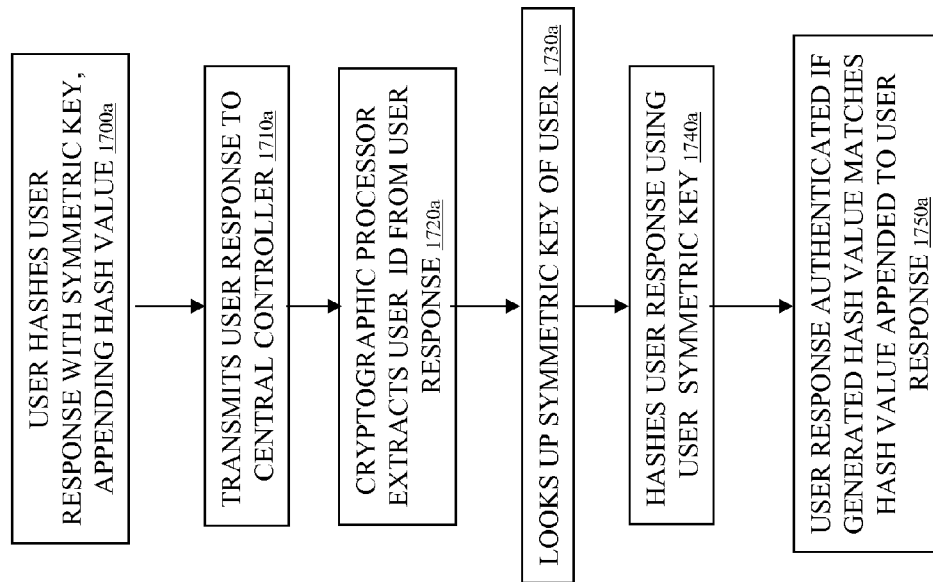 USER HASHES USER
RESPONSE WITH SYMMETRIC KEY,
APPENDING HASH VALUE 1700a
TRANSMITS USER RESPONSE TO
CENTRAL CONTROLLER 1710a
CRYPTOGRAPHIC PROCESSOR
EXTRACTS USER ID FROM USER
RESPONSE 1720a
LOOKS UP SYMMETRIC KEY OF USER 1730a
HASHES USER RESPONSE USING
USER SYMMETRIC KEY 1740a
USER RESPONSE AUTHENTICATED IF
GENERATED HASH VALUE MATCHES
HASH VALUE APPENDED TO USER
RESPONSE 1750a